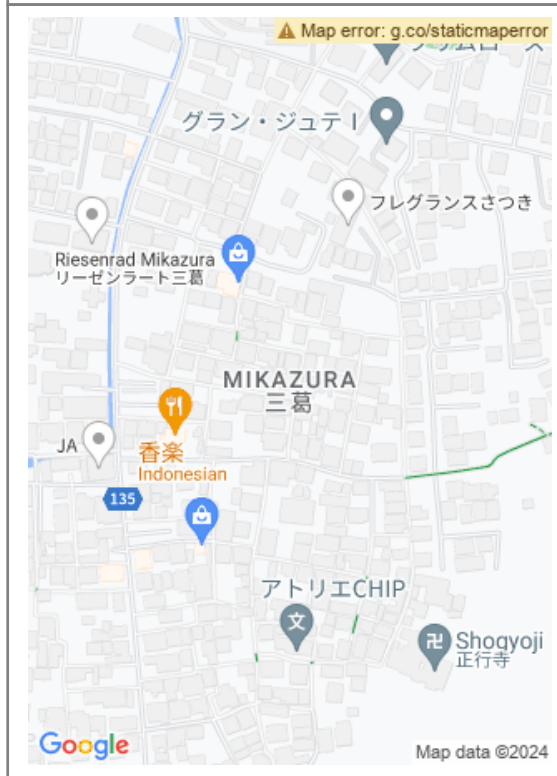 Map error: g.co/staticmaperror
グラン・ジュテ I
フレグランスさつき
Riesenrad Mikazura
リーゼンラート三葛
MIKAZURA
三葛
JA
香楽
Indonesian
135
アトリエCHIP
文
卍
Shogyoji
正行寺
Google
Map data ©2024